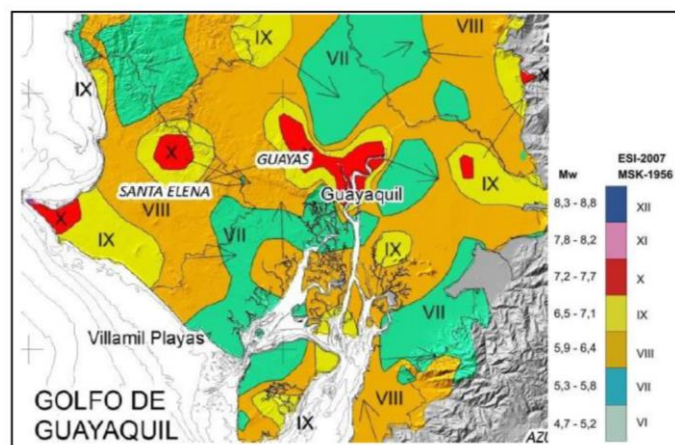 VIII
IX
VII
IX
X
X
GUAYAS
IX
SANTA ELENA
Guayaquil
X
VIII
IX
VII
IX
Villamil Playas
VII
GOLFO DE
GUAYAQUIL
IX
VIII
AZU
Mw
ESI-2007
MSK-1956
8,3 - 8,8
XII
7,8 - 8,2
XI
7,2 - 7,7
X
6,5 - 7,1
IX
5,9 - 6,4
VIII
5,3 - 5,8
VII
4,7 - 5,2
VI